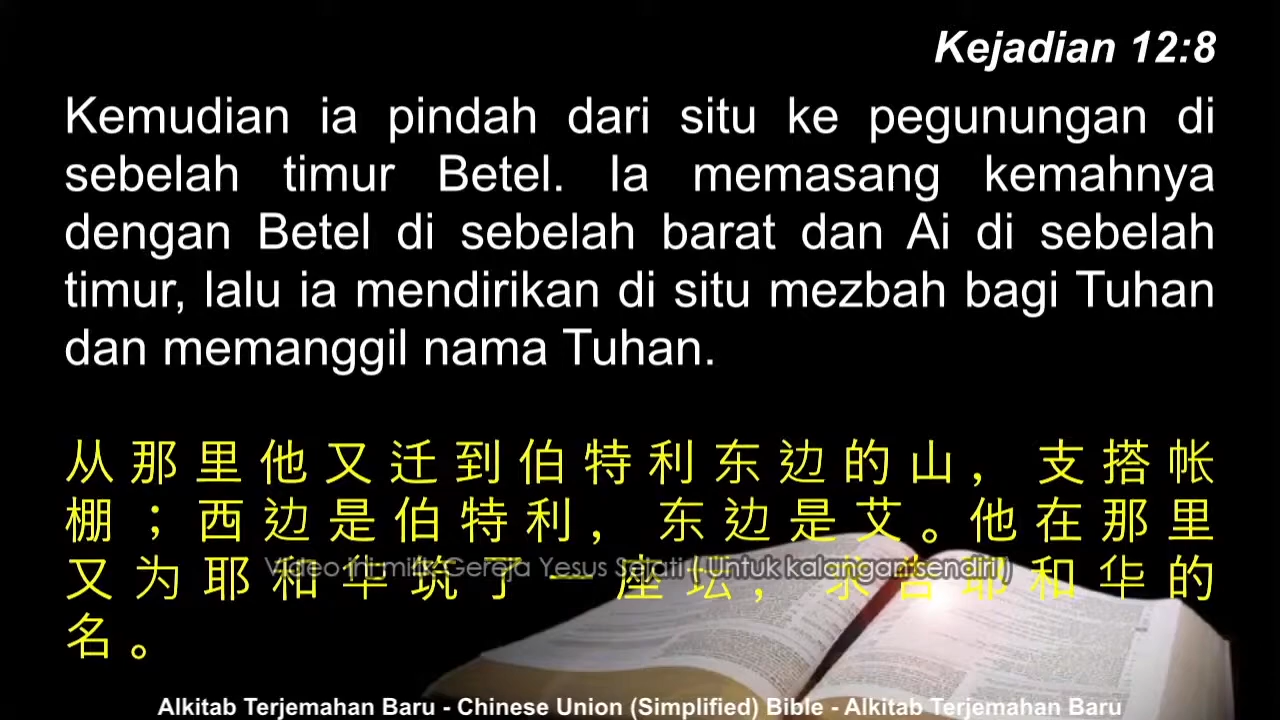 Kejadian 12:8
Kemudian ia pindah dari situ ke pegunungan di
sebelah timur Betel. Ia memasang kemahnya
dengan Betel di sebelah barat dan Ai di sebelah
timur, lalu ia mendirikan di situ mezbah bagi Tuhan
dan memanggil nama Tuhan.
从那里他又迁到伯特利东边的山，支搭帐
棚；西边是伯特利，东边是艾。他在那里
又为耶和华筑了一座坛，求告耶和华的
名。
Video ini milik Gereja Yesus Sejati ( Untuk kalangan sendiri )
Alkitab Terjemahan Baru - Chinese Union (Simplified) Bible - Alkitab Terjemahan Baru